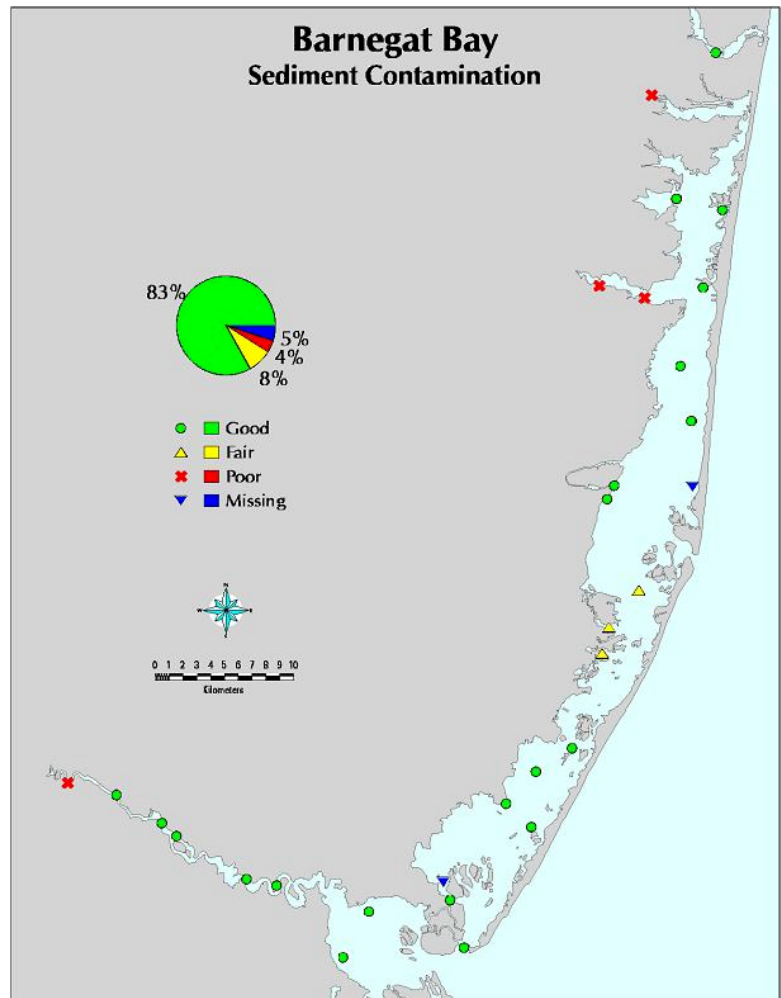 Barnegat Bay
Sediment Contamination
83%
5%
4%
8%
Good
Fair
Poor
Missing
N
W
E
S
0 1 2 3 4 5 6 7 8 9 10
Kilometers